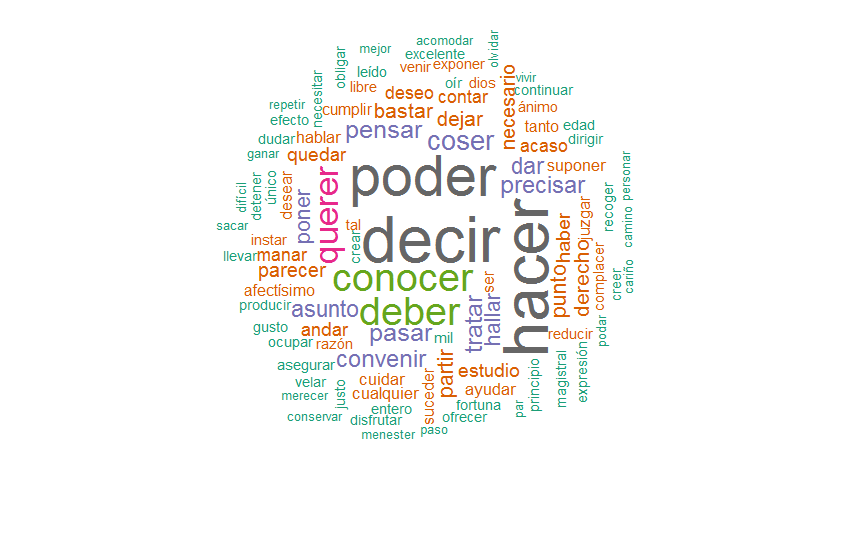 acomodar
mejor
excelente
olvidar
obligar
leído
venir
exponer
vivir
necesitar
libre
oír
dios
continuar
repetir
cumplir
deseo
contar
necesario
ánimo
efecto
bastar
dejar
tanto
edad
dudar
hablar
pensar
coser
acaso
dirigir
ganar
quedar
poder
dar
suponer
difícil
detener
único
desear
poner
querer
precisar
recoger
personar
sacar
tal
decir
hacer
haber
juzgar
camino
instar
crear
llevar
manar
conocer
ser
punto
derecho
complacer
creer
cariño
parecer
afectísimo
deber
tratar
hallar
producir
asunto
gusto
andar
pasar
mil
reducir
podar
ocupar
razón
convenir
partir
estudio
principio
magistral
expresión
asegurar
velar
cuidar
suceder
ayudar
merecer
justo
cualquier
fortuna
par
conservar
entero
ofrecer
disfrutar
menester
paso